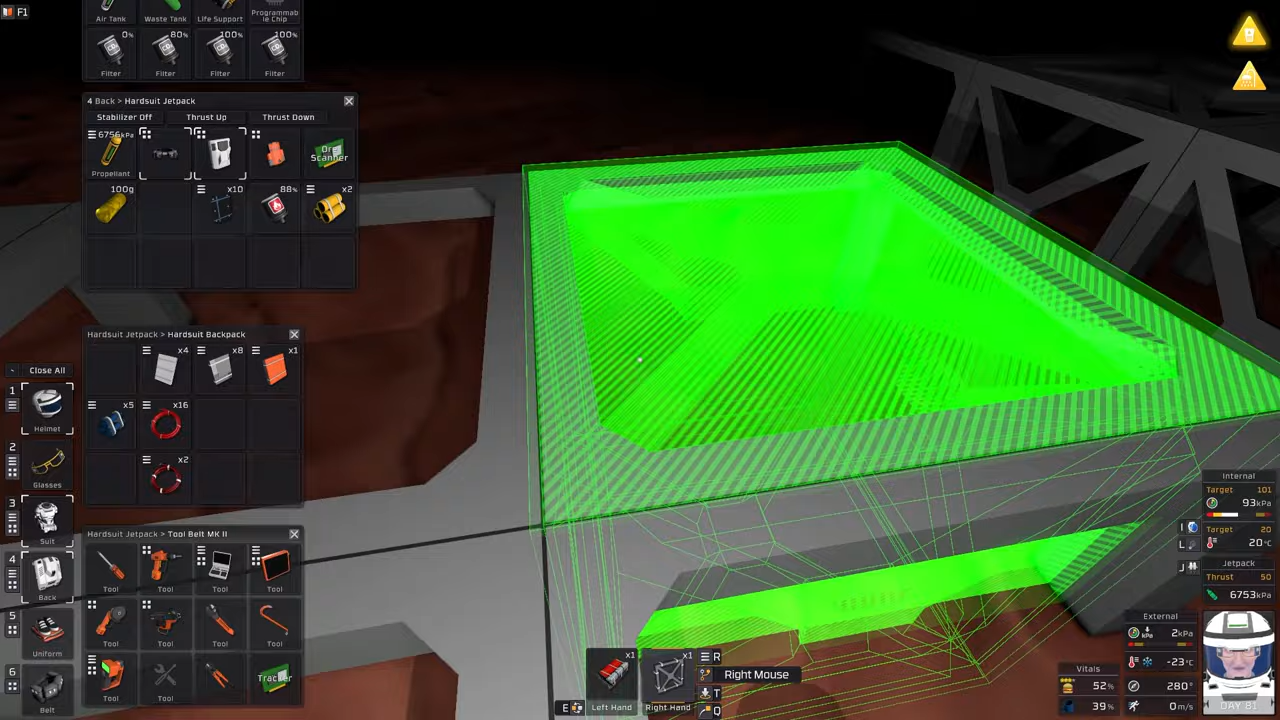 F1
Air Tank
Waste Tank
Life Support
Programmab
le Chip
0%
80%
100%
100%
Filter
Filter
Filter
Filter
4 Back > Hardsuit Jetpack
Stabilizer Off
Thrust Up
Thrust Down
6756kPa
Propellant
Ore
Scanner
100g
x10
88%
x2
Hardsuit Jetpack > Hardsuit Backpack
x4
x8
x1
x5
x16
x2
Close All
1
Helmet
2
Glasses
3
Suit
4
Back
5
Uniform
6
Belt
Hardsuit Jetpack > Tool Belt MK II
Tool
Tool
Tool
Tool
Tool
Tool
Tool
Tool
Tool
Tool
Tool
Tracker
x1
x1
R
Right Mouse
T
Q
E
Left Hand
Right Hand
Internal
Target 101
93kPa
Target 20
20°C
I
L
J
Jetpack
Thrust 50
6753kPa
External
kPa
2kPa
-23°C
280°
0m/s
Vitals
52%
39%
DAY 81